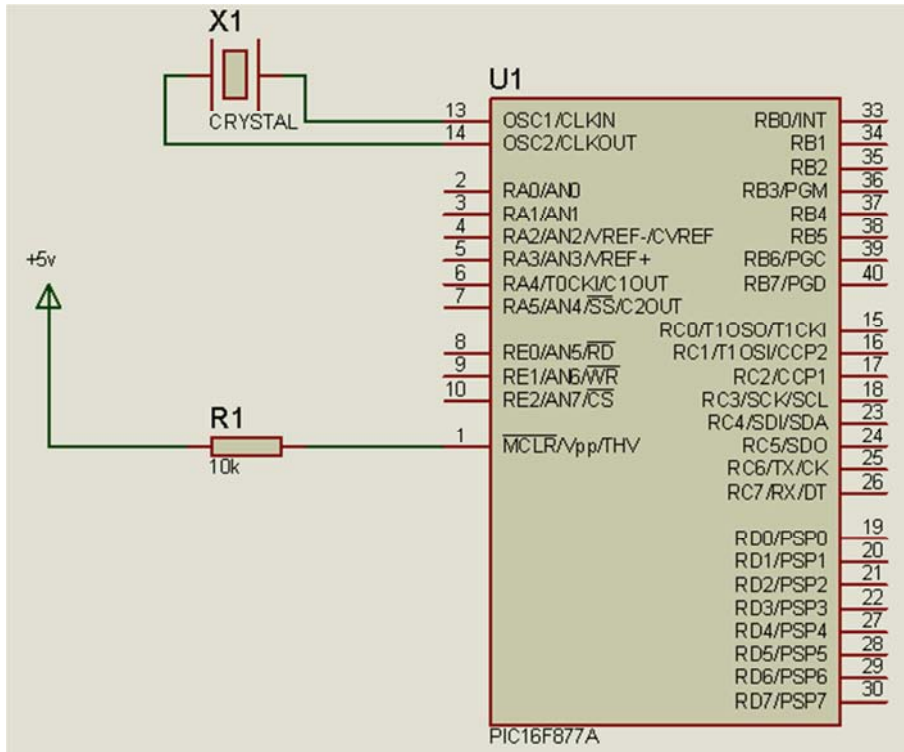 X1
CRYSTAL
U1
13 OSC1/CLKIN RB0/INT 33
14 OSC2/CLKOUT RB1 34
RB2 35
2 RA0/AN0 RB3/PGM 36
3 RA1/AN1 RB4 37
4 RA2/AN2/VREF-/CVREF RB5 38
5 RA3/AN3/VREF+ RB6/PGC 39
6 RA4/T0CKI/C1OUT RB7/PGD 40
7 RA5/AN4/SS/C2OUT
RC0/T1OSO/T1CKI 15
8 RE0/AN5/RD RC1/T1OSI/CCP2 16
9 RE1/AN6/WR RC2/CCP1 17
10 RE2/AN7/CS RC3/SCK/SCL 18
RC4/SDI/SDA 23
1 MCLR/Vpp/THV RC5/SDO 24
RC6/TX/CK 25
RC7/RX/DT 26
RD0/PSP0 19
RD1/PSP1 20
RD2/PSP2 21
RD3/PSP3 22
RD4/PSP4 27
RD5/PSP5 28
RD6/PSP6 29
RD7/PSP7 30
PIC16F877A
+5v
R1
10k